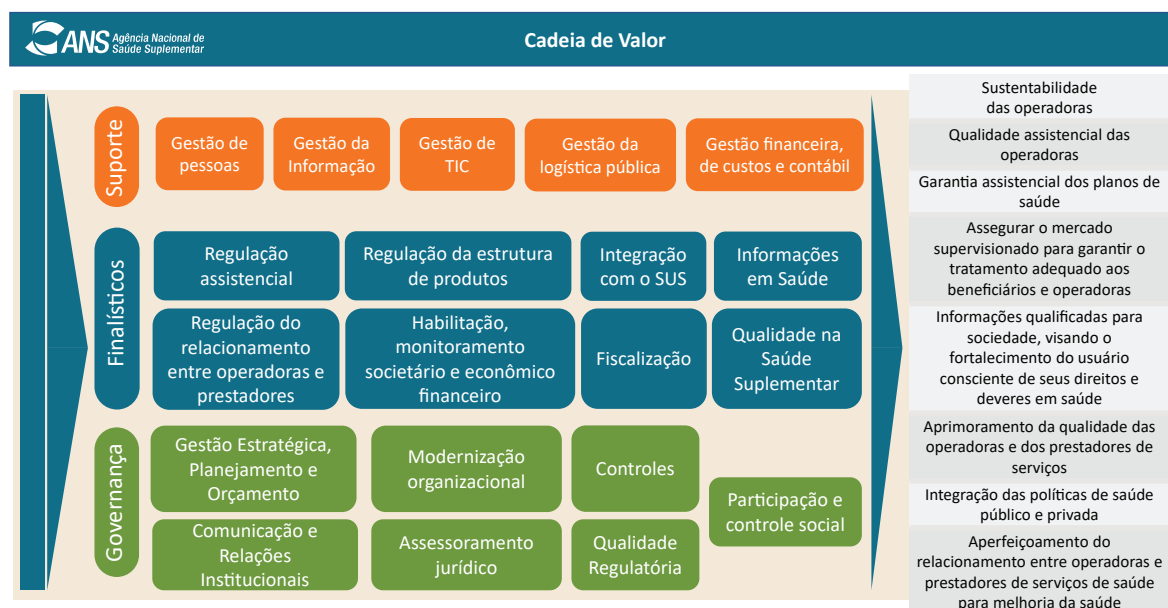 ANS Agência Nacional de
Saúde Suplementar
Cadeia de Valor
Suporte
Gestão de
pessoas
Gestão da
Informação
Gestão de
TIC
Gestão da
logística pública
Gestão financeira,
de custos e contábil
Finalísticos
Regulação
assistencial
Regulação da estrutura
de produtos
Integração
com o SUS
Informações
em Saúde
Regulação do
relacionamento
entre operadoras e
prestadores
Habilitação,
monitoramento
societário e econômico
financeiro
Fiscalização
Qualidade na
Saúde
Suplementar
Governança
Gestão Estratégica,
Planejamento e
Orçamento
Modernização
organizacional
Controles
Participação e
controle social
Comunicação e
Relações
Institucionais
Assessoramento
jurídico
Qualidade
Regulatória
Sustentabilidade
das operadoras
Qualidade assistencial das
operadoras
Garantia assistencial dos planos de
saúde
Assegurar o mercado
supervisionado para garantir o
tratamento adequado aos
beneficiários e operadoras
Informações qualificadas para
sociedade, visando o
fortalecimento do usuário
consciente de seus direitos e
deveres em saúde
Aprimoramento da qualidade das
operadoras e dos prestadores de
serviços
Integração das políticas de saúde
público e privada
Aperfeiçoamento do
relacionamento entre operadoras e
prestadores de serviços de saúde
para melhoria da saúde